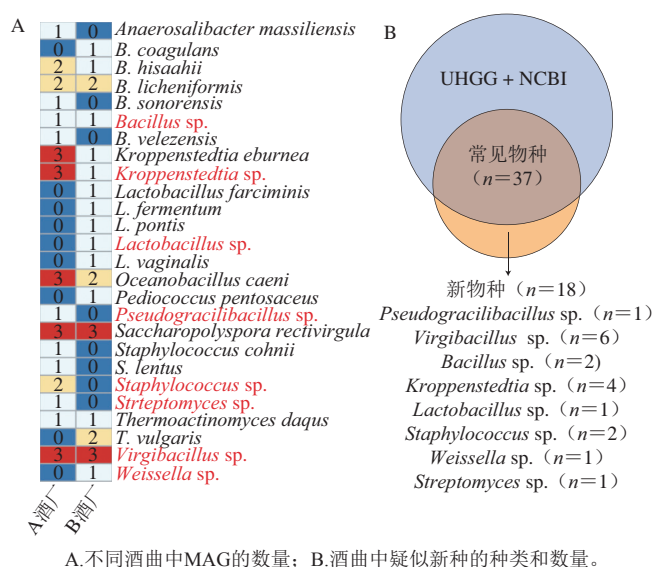 A
1 0 Anaerosalibacter massiliensis
0 1 B. coagulans
2 1 B. hisaahii
2 2 B. licheniformis
1 0 B. sonorensis
1 1 Bacillus sp.
1 0 B. velezensis
3 1 Kroppenstedtia eburnea
3 1 Kroppenstedtia sp.
0 1 Lactobacillus farciminis
0 1 L. fermentum
0 1 L. pontis
0 1 Lactobacillus sp.
0 1 L. vaginalis
3 2 Oceanobacillus caeni
0 1 Pediococcus pentosaceus
1 0 Pseudogracilibacillus sp.
3 3 Saccharopolyspora rectivirgula
1 0 Staphylococcus cohnii
1 0 S. lentus
2 0 Staphylococcus sp.
1 0 Strteptomyces sp.
1 1 Thermoactinomyces daqus
0 2 T. vulgaris
3 3 Virgibacillus sp.
0 1 Weissella sp.
A酒厂 B酒厂
B
UHGG + NCBI
常见物种
（n=37）
新物种（n=18）
Pseudogracilibacillus sp.（n=1）
Virgibacillus sp.（n=6）
Bacillus sp.（n=2)
Kroppenstedtia sp.（n=4）
Lactobacillus sp.（n=1）
Staphylococcus sp.（n=2）
Weissella sp.（n=1）
Streptomyces sp.（n=1）
A.不同酒曲中MAG的数量；B.酒曲中疑似新种的种类和数量。